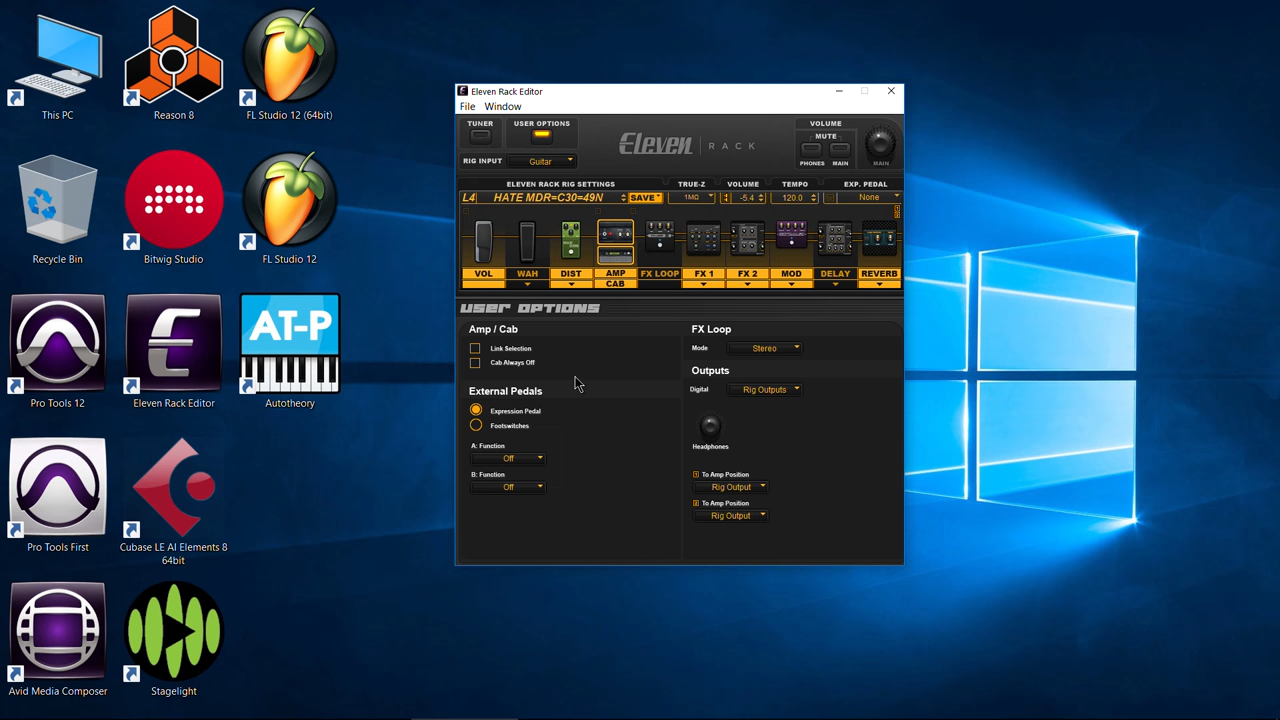 This PC
Reason 8
FL Studio 12 (64bit)
Recycle Bin
Bitwig Studio
FL Studio 12
Pro Tools 12
Eleven Rack Editor
AT-P
Autotheory
Pro Tools First
Cubase LE AI Elements 8
64bit
Avid Media Composer
Stagelight
Eleven Rack Editor
File Window
TUNER USER OPTIONS
Eleven | RACK
VOLUME
MUTE
PHONES MAIN MAIN
RIG INPUT Guitar
ELEVEN RACK RIG SETTINGS TRUE-Z VOLUME TEMPO EXP. PEDAL
L4 HATE MDR=C30=49N SAVE 1MΩ -5.4 120.0 None
VOL WAH DIST AMP FX LOOP FX 1 FX 2 MOD DELAY REVERB
CAB
USER OPTIONS
Amp / Cab
Link Selection
Cab Always Off
External Pedals
Expression Pedal
Footswitches
A: Function
Off
B: Function
Off
FX Loop
Mode Stereo
Outputs
Digital Rig Outputs
Headphones
1 To Amp Position
Rig Output
2 To Amp Position
Rig Output